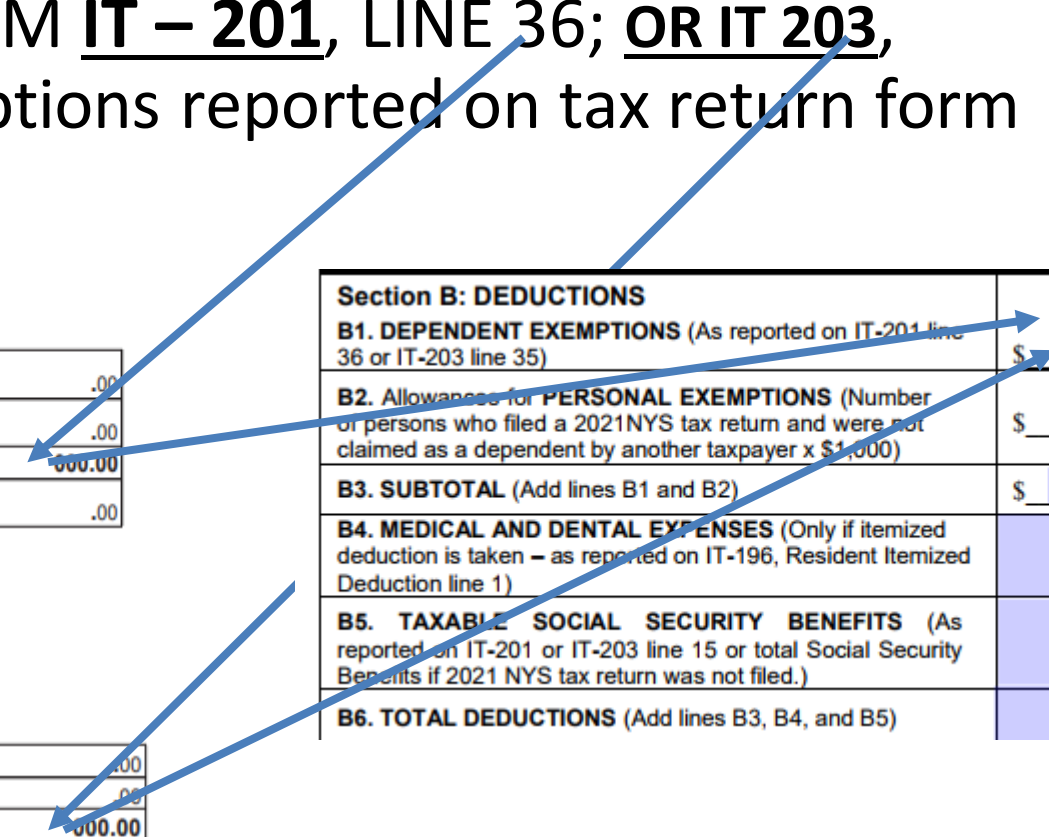 M IT – 201, LINE 36; OR IT 203,
ptions reported on tax return form
.00
.00
000.00
.00
Section B: DEDUCTIONS
B1. DEPENDENT EXEMPTIONS (As reported on IT-201 line
36 or IT-203 line 35)
$
B2. Allowances for PERSONAL EXEMPTIONS (Number
of persons who filed a 2021NYS tax return and were not
claimed as a dependent by another taxpayer x $1,000)
$
B3. SUBTOTAL (Add lines B1 and B2)
$
B4. MEDICAL AND DENTAL EXPENSES (Only if itemized
deduction is taken – as reported on IT-196, Resident Itemized
Deduction line 1)
B5. TAXABLE SOCIAL SECURITY BENEFITS (As
reported on IT-201 or IT-203 line 15 or total Social Security
Benefits if 2021 NYS tax return was not filed.)
B6. TOTAL DEDUCTIONS (Add lines B3, B4, and B5)
.00
.00
000.00